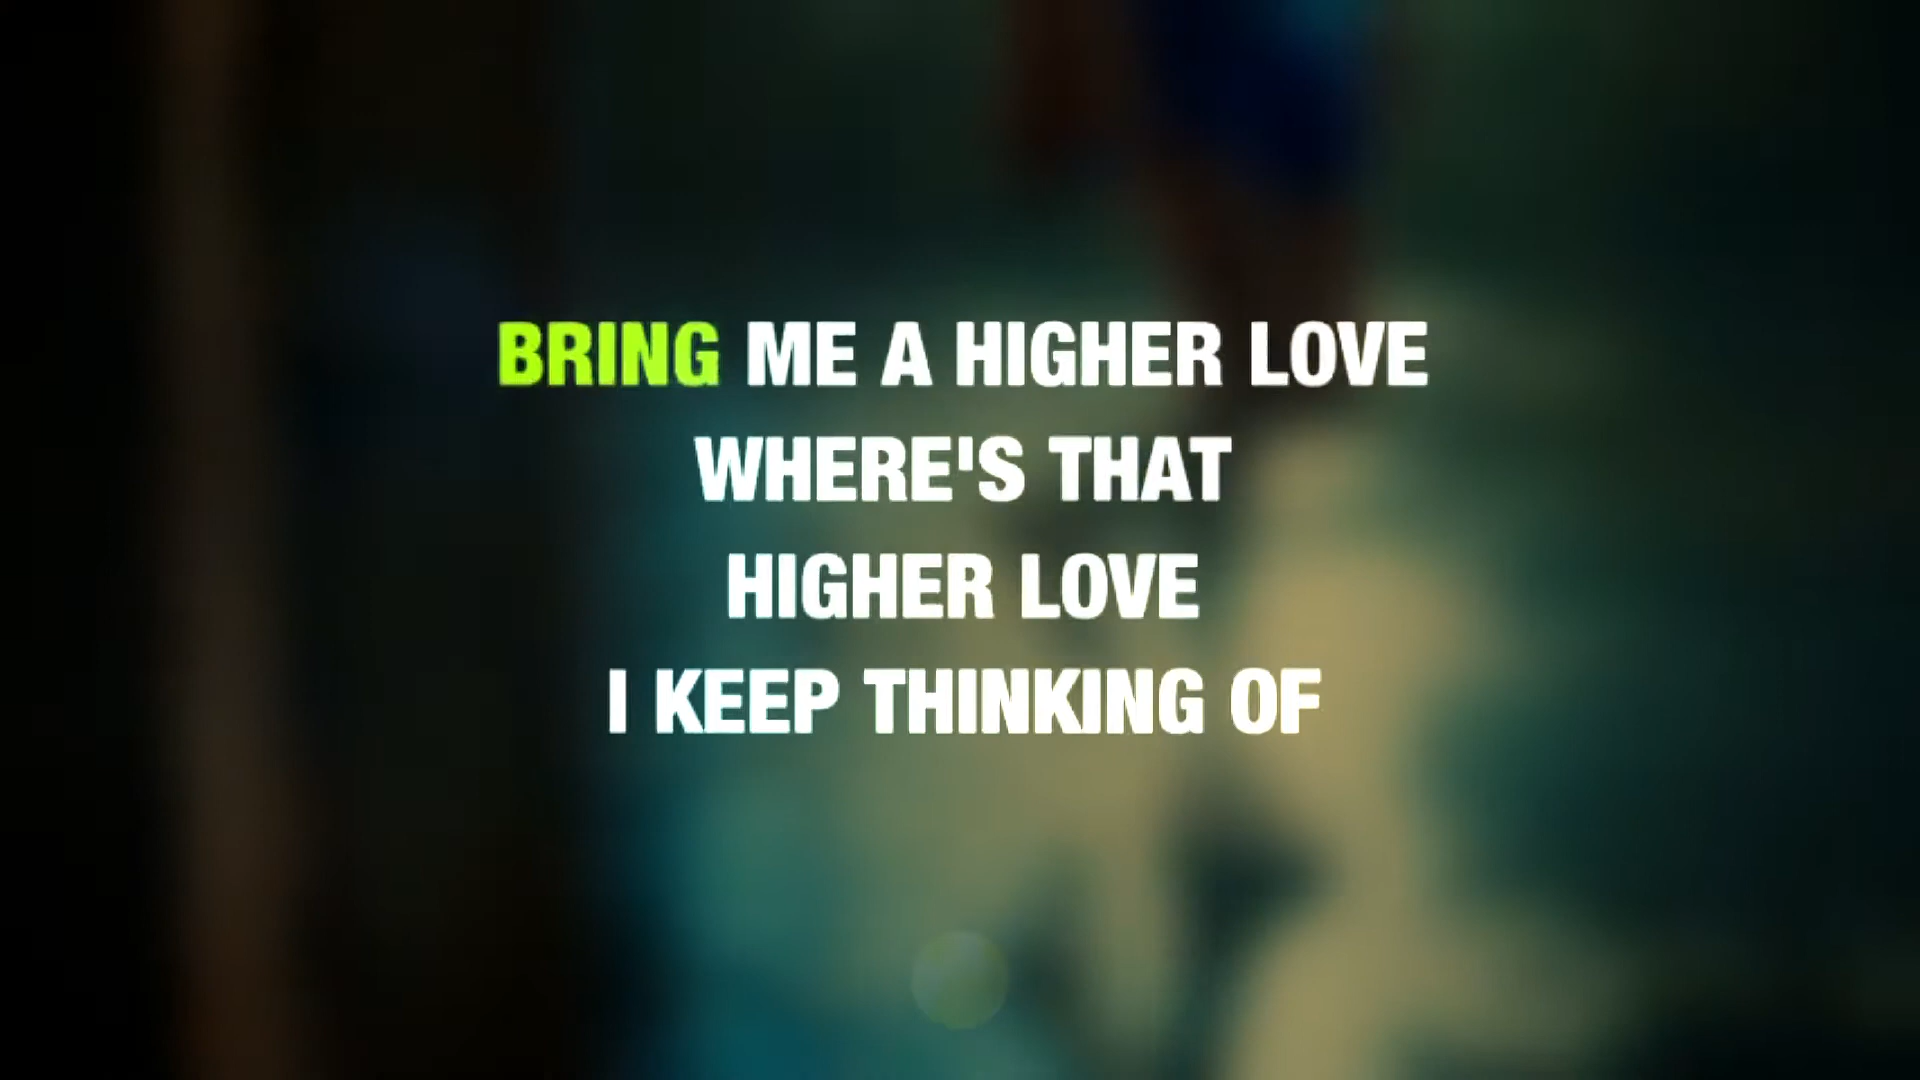 BRING ME A HIGHER LOVE
WHERE'S THAT
HIGHER LOVE
I KEEP THINKING OF